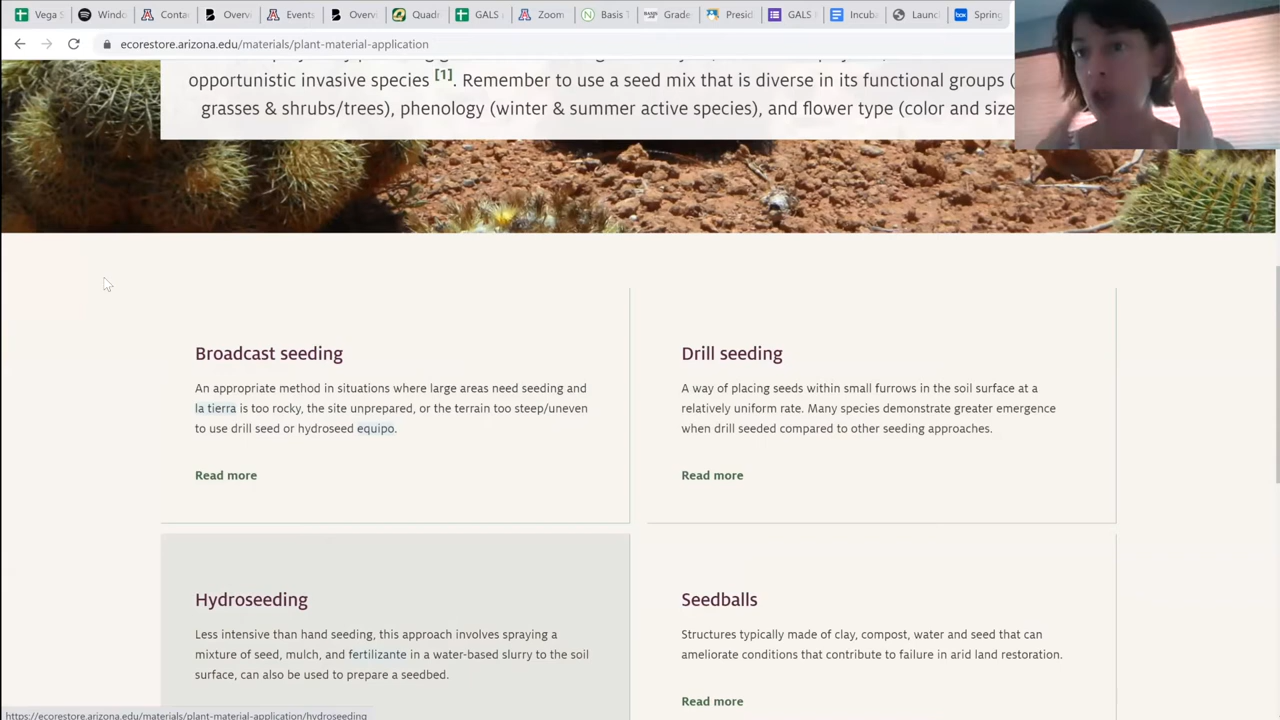 Vega S
Windo
Conta
Overvi
Events
Overvi
Quadr
GALS
Zoom
Basis T
BASIS
Grade
Presid
GALS
Incuba
Launc
box
Spring
ecorestore.arizona.edu/materials/plant-material-application
opportunistic invasive species [1]. Remember to use a seed mix that is diverse in its functional groups (
grasses & shrubs/trees), phenology (winter & summer active species), and flower type (color and size
Broadcast seeding
An appropriate method in situations where large areas need seeding and
la tierra is too rocky, the site unprepared, or the terrain too steep/uneven
to use drill seed or hydroseed equipo.
Read more
Drill seeding
A way of placing seeds within small furrows in the soil surface at a
relatively uniform rate. Many species demonstrate greater emergence
when drill seeded compared to other seeding approaches.
Read more
Hydroseeding
Less intensive than hand seeding, this approach involves spraying a
mixture of seed, mulch, and fertilizante in a water-based slurry to the soil
surface, can also be used to prepare a seedbed.
Seedballs
Structures typically made of clay, compost, water and seed that can
ameliorate conditions that contribute to failure in arid land restoration.
Read more
https://ecorestore.arizona.edu/materials/plant-material-application/hydroseeding